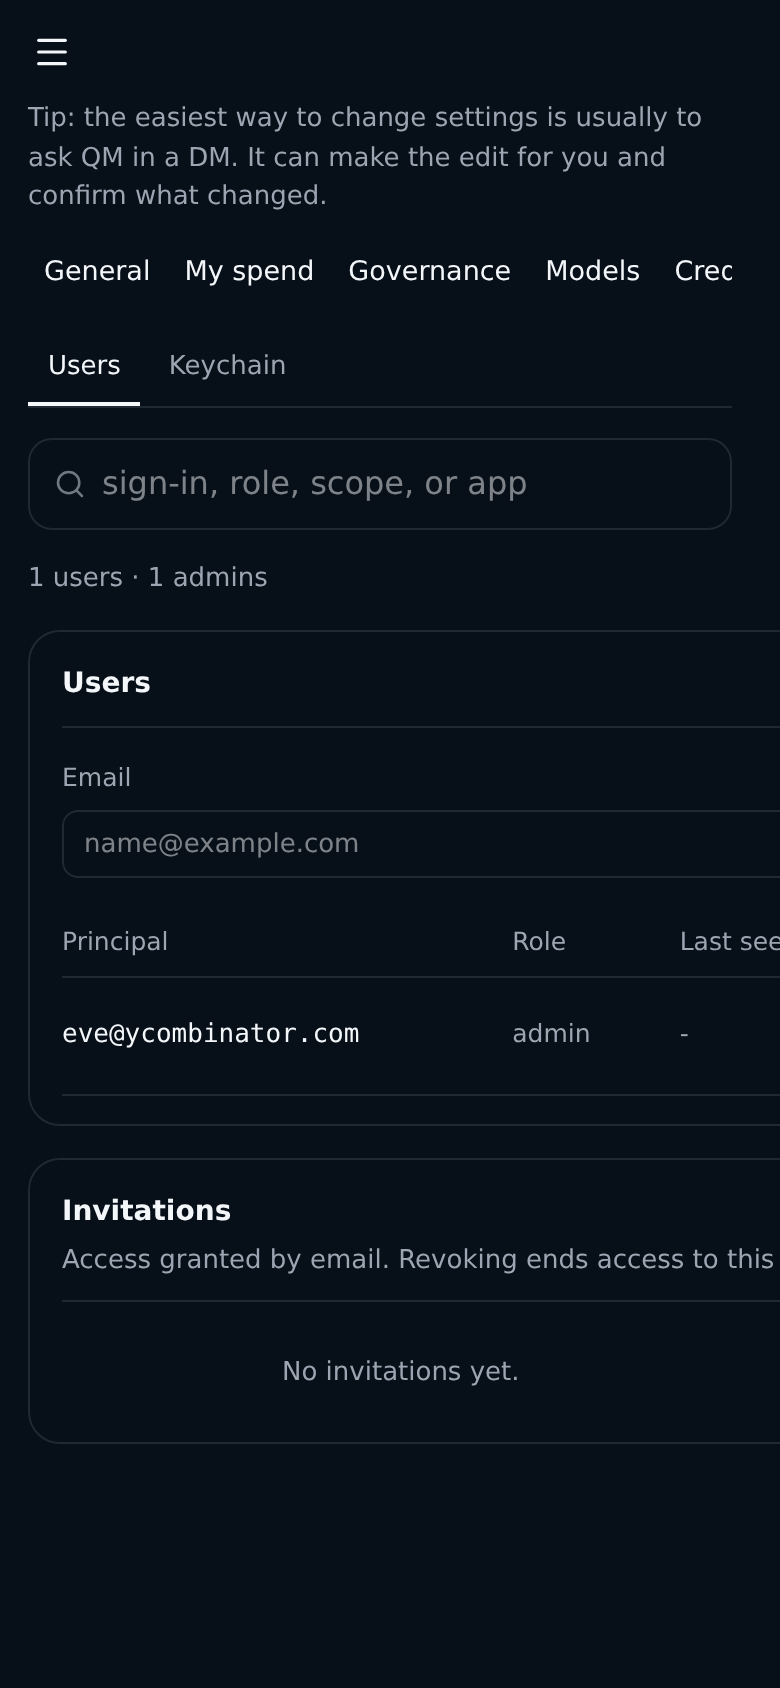 Tip: the easiest way to change settings is usually to
ask QM in a DM. It can make the edit for you and
confirm what changed.
General My spend Governance Models Cred
Users Keychain
sign-in, role, scope, or app
1 users · 1 admins
Users
Email
name@example.com
Principal Role Last see
eve@ycombinator.com admin -
Invitations
Access granted by email. Revoking ends access to this
No invitations yet.